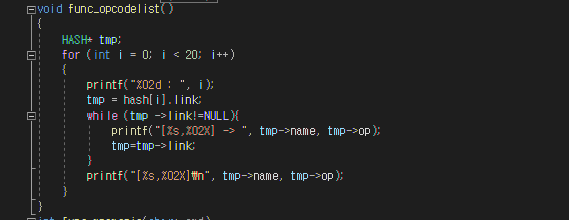 void func_opcodelist()
{
HASH* tmp;
for (int i = 0; i < 20; i++)
{
printf("%02d : ", i);
tmp = hash[i].link;
while (tmp ->link!=NULL){
printf("[%s,%02X] -> ", tmp->name, tmp->op);
tmp=tmp->link;
}
printf("[%s,%02X]₩n", tmp->name, tmp->op);
}
}